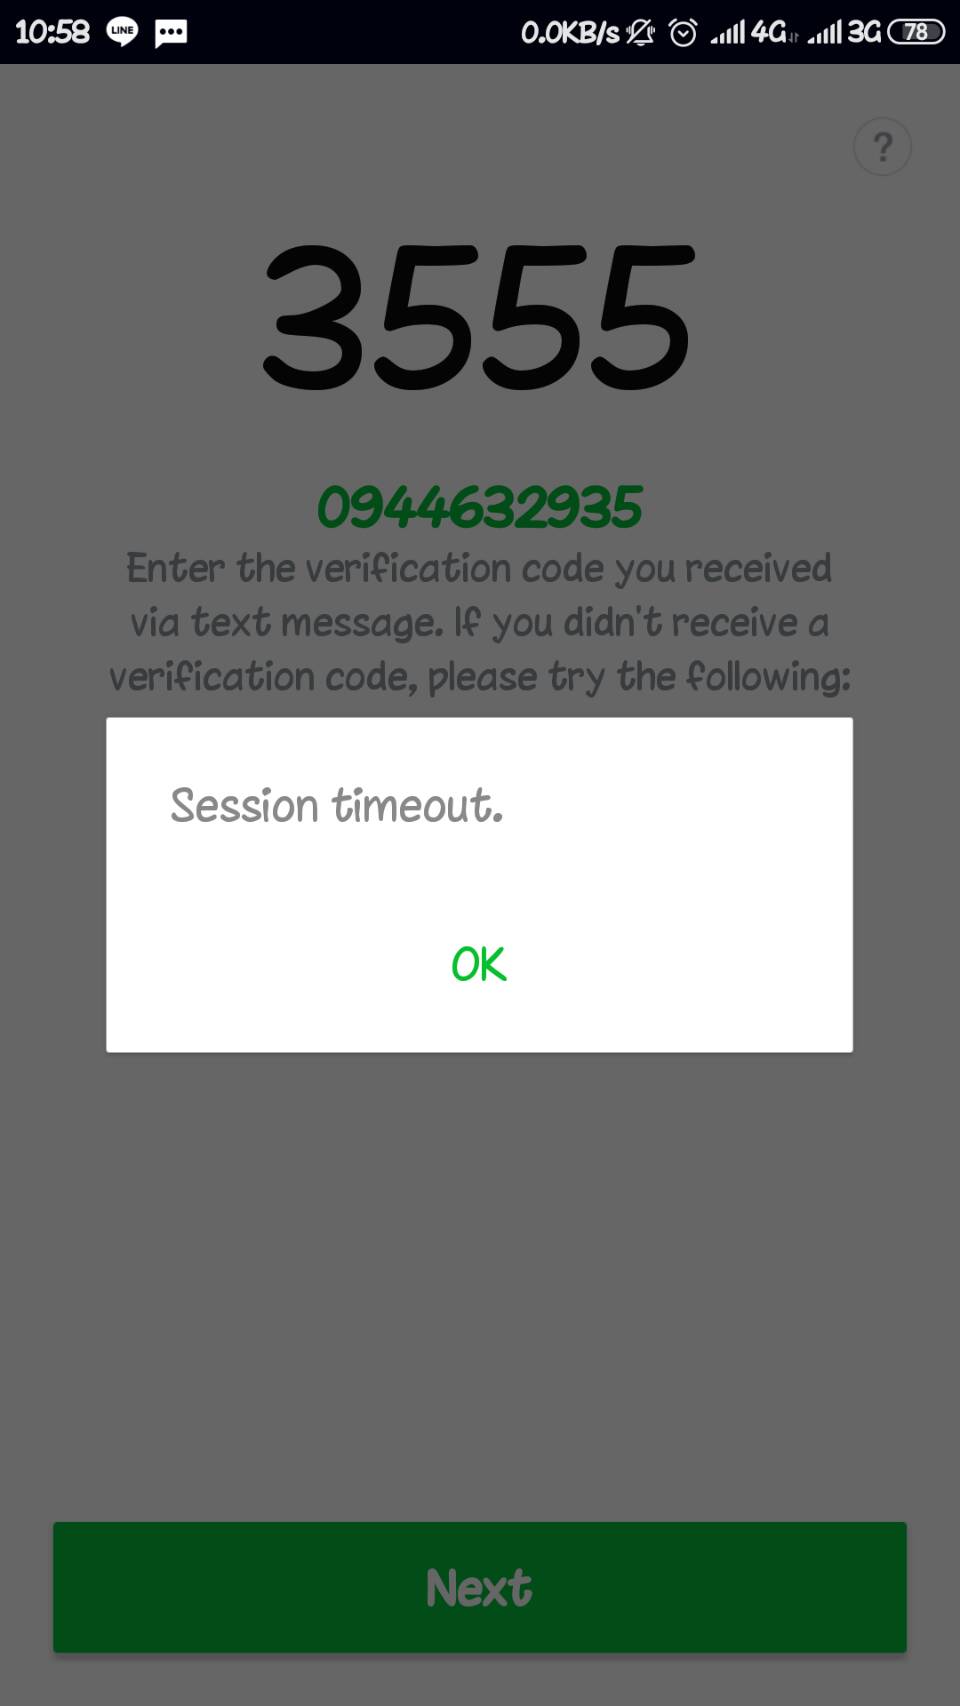 10:58 LINE 0.0KB/s 4G 3G 78
?
3555
0944632935
Enter the verification code you received
via text message. If you didn't receive a
verification code, please try the following:
Session timeout.
OK
Next